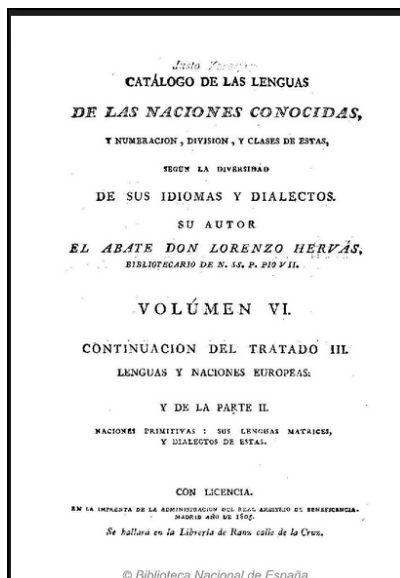 Justo
CATÁLOGO DE LAS LENGUAS
DE LAS NACIONES CONOCIDAS,
Y NUMERACION, DIVISION, Y CLASES DE ESTAS,
SEGUN LA DIVERSIDAD
DE SUS IDIOMAS Y DIALECTOS.
SU AUTOR
EL ABATE DON LORENZO HERVÁS,
BIBLIOTECARIO DE N. SS. P. PIO VII.
VOLÚMEN VI.
CONTINUACION DEL TRATADO III.
LENGUAS Y NACIONES EUROPEAS:
Y DE LA PARTE II.
NACIONES PRIMITIVAS : SUS LENGUAS MATRICES,
Y DIALECTOS DE ESTAS.
CON LICENCIA.
EN LA IMPRENTA DE LA ADMINISTRACION DEL REAL ARBITRIO DE BENEFICENCIA.
MADRID AÑO DE 1805.
Se hallará en la Librería de Ranz calle de la Cruz.
© Biblioteca Nacional de España